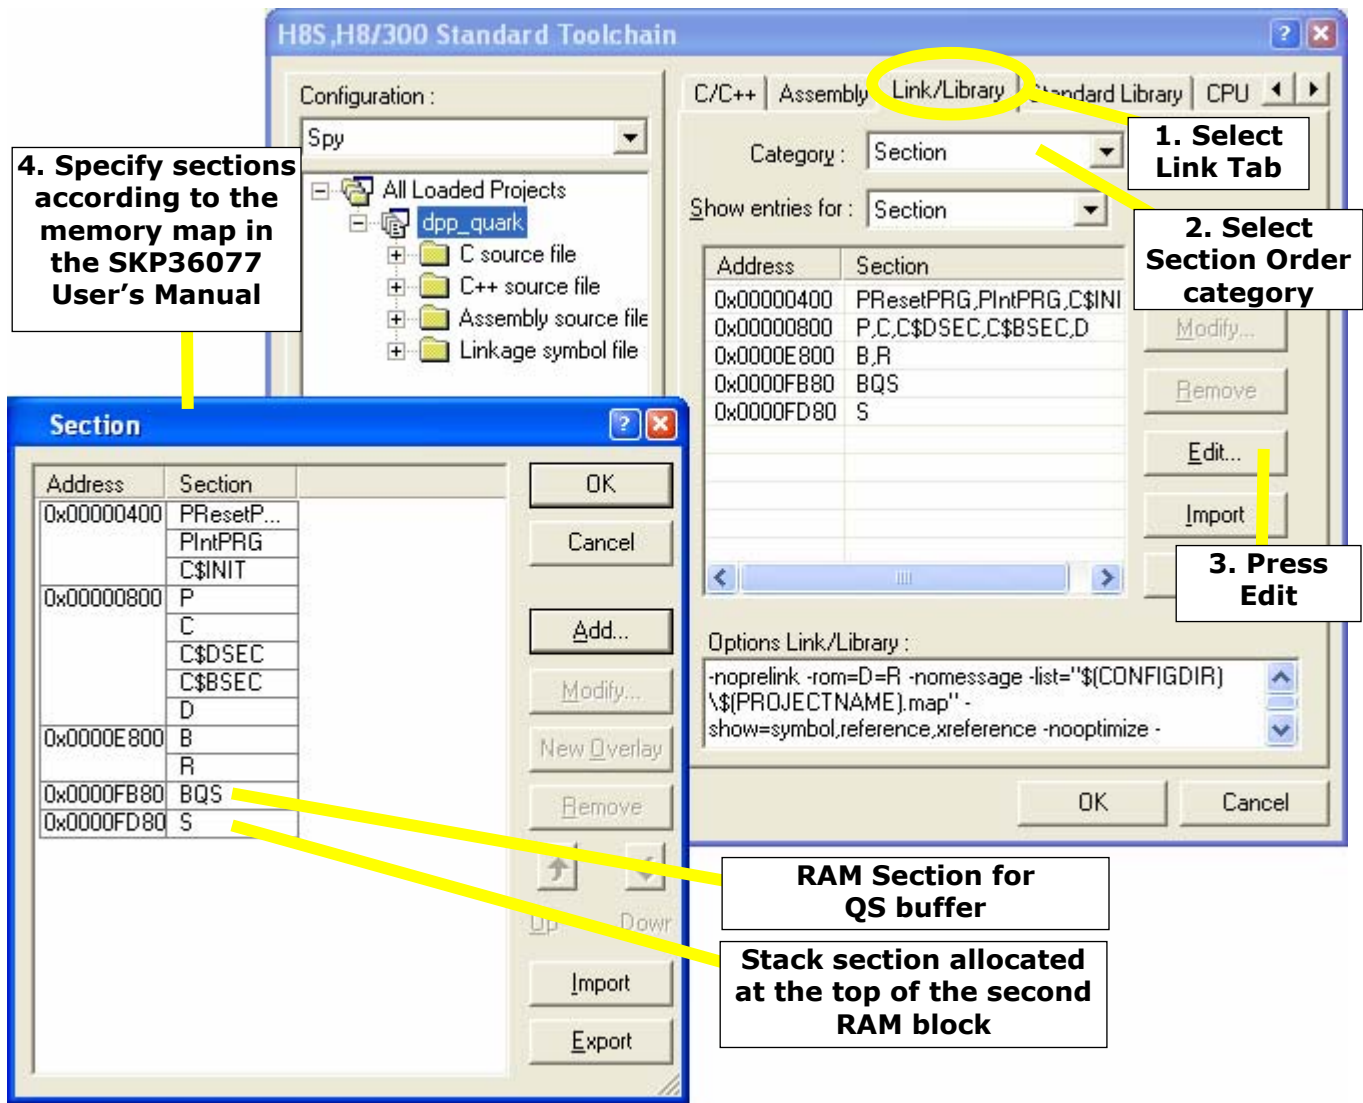 H8S,H8/300 Standard Toolchain
Configuration :
Spy
All Loaded Projects
dpp_quark
C source file
C++ source file
Assembly source file
Linkage symbol file
C/C++
Assembly
Link/Library
Standard Library
CPU
Category :
Section
Show entries for :
Section
Address Section
0x00000400 PResetPRG,PIntPRG,C$INI
0x00000800 P,C,C$DSEC,C$BSEC,D
0x0000E800 B,R
0x0000FB80 BQS
0x0000FD80 S
Modify...
Remove
Edit...
Import
Options Link/Library :
-noprelink -rom=D=R -nomessage -list="$(CONFIGDIR)
\$(PROJECTNAME).map" -
show=symbol,reference,xreference -nooptimize -
OK
Cancel
1. Select
Link Tab
2. Select
Section Order
category
3. Press
Edit
4. Specify sections
according to the
memory map in
the SKP36077
User's Manual
Section
Address Section
0x00000400 PResetP...
PIntPRG
C$INIT
0x00000800 P
C
C$DSEC
C$BSEC
D
0x0000E800 B
R
0x0000FB80 BQS
0x0000FD80 S
OK
Cancel
Add...
Modify...
New Overlay
Remove
Up
Dowr
Import
Export
RAM Section for
QS buffer
Stack section allocated
at the top of the second
RAM block